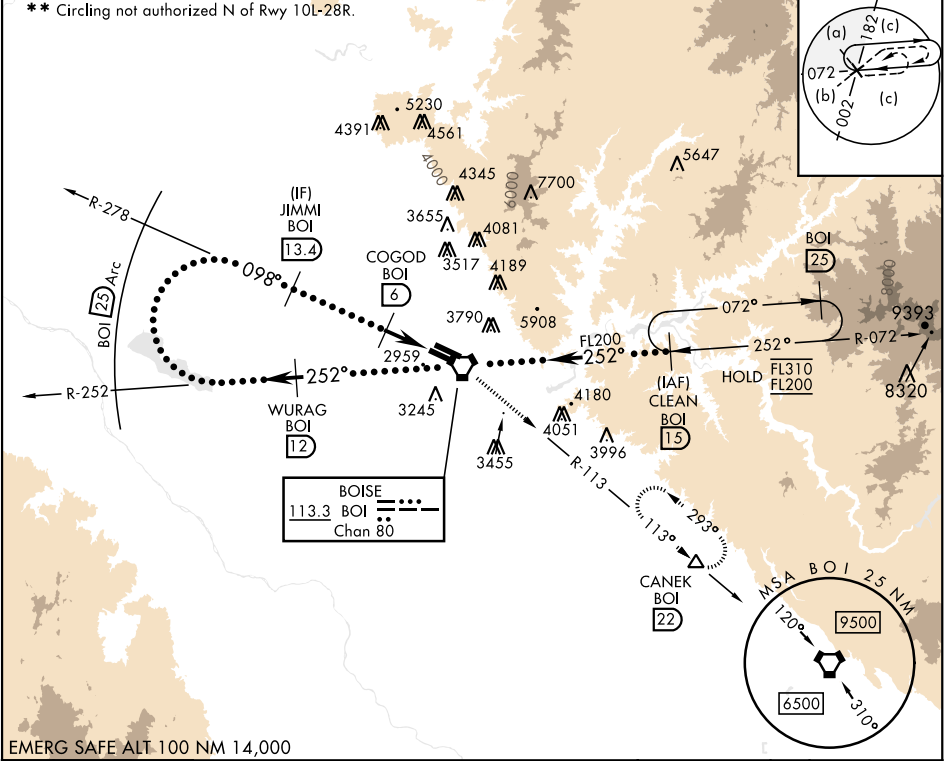 ** Circling not authorized N of Rwy 10L-28R.
(a)
182
(c)
072
(b)
002
(c)
5230
4391
4561
4000
4345
6000
7700
5647
3655
4081
3517
4189
R-278
(IF)
JIMMI
BOI
13.4
098°
COGOD
BOI
6
BOI 25 Arc
BOI
25
8000
072°
9393
3790
5908
FL200
252°
252°
R-072
2959
HOLD FL310
FL200
8320
252°
R-252
WURAG
BOI
12
3245
(IAF)
CLEAN
BOI
15
4180
4051
3996
3455
R-113
BOISE
113.3 BOI
Chan 80
293°
113°
CANEK
BOI
22
MSA BOI 25 NM
120°
9500
6500
310°
EMERG SAFE ALT 100 NM 14,000